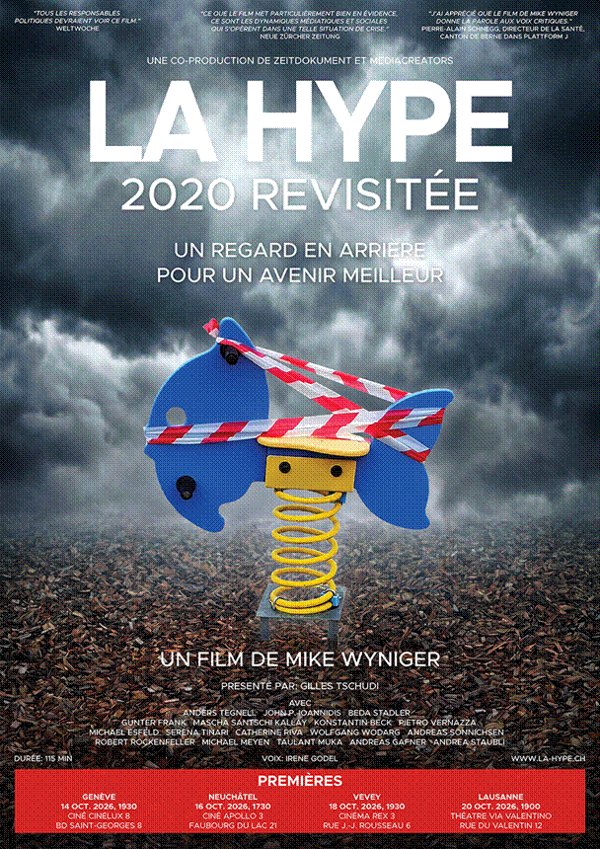 "TOUS LES RESPONSABLES
POLITIQUES DEVRAIENT VOIR CE FILM."
WELTWOCHE
"CE QUE LE FILM MET PARTICULIÈREMENT BIEN EN ÉVIDENCE,
CE SONT LES DYNAMIQUES MÉDIATIQUES ET SOCIALES
QUI S'OPÈRENT DANS UNE TELLE SITUATION DE CRISE."
NEUE ZÜRCHER ZEITUNG
"J'AI APPRÉCIÉ QUE LE FILM DE MIKE WYNIGER
DONNE LA PAROLE AUX VOIX CRITIQUES."
PIERRE-ALAIN SCHNEGG, DIRECTEUR DE LA SANTÉ,
CANTON DE BERNE DANS PLATTFORM J
UNE CO-PRODUCTION DE ZEITDOKUMENT ET MEDIACREATORS
LA HYPE
2020 REVISITÉE
UN REGARD EN ARRIÈRE
POUR UN AVENIR MEILLEUR
UN FILM DE MIKE WYNIGER
PRESENTÉ PAR: GILLES TSCHUDI
AVEC
ANDERS TEGNELL JOHN P. IOANNIDIS BEDA STADLER
GUNTER FRANK MASCHA SANTSCHI KALLAY KONSTANTIN BECK PIETRO VERNAZZA
MICHAEL ESFELD SERENA TINARI CATHERINE RIVA WOLFGANG WODARG ANDREAS SÖNNICHSEN
ROBERT ROCKENFELLER MICHAEL MEYEN TAULANT MUKA ANDREAS GAFNER ANDREA STAUBLI
DURÉE: 115 MIN
VOIX: IRENE GODEL
WWW.LA-HYPE.CH
PREMIÈRES
GENÈVE
14 OCT. 2026, 1930
CINÉ CINÉLUX 8
BD SAINT-GEORGES 8
NEUCHÂTEL
16 OCT. 2026, 1730
CINÉ APOLLO 3
FAUBOURG DU LAC 21
VEVEY
18 OCT. 2026, 1930
CINÉMA REX 3
RUE J.-J. ROUSSEAU 6
LAUSANNE
20 OCT. 2026, 1900
THÉATRE VIA VALENTINO
RUE DU VALENTIN 12